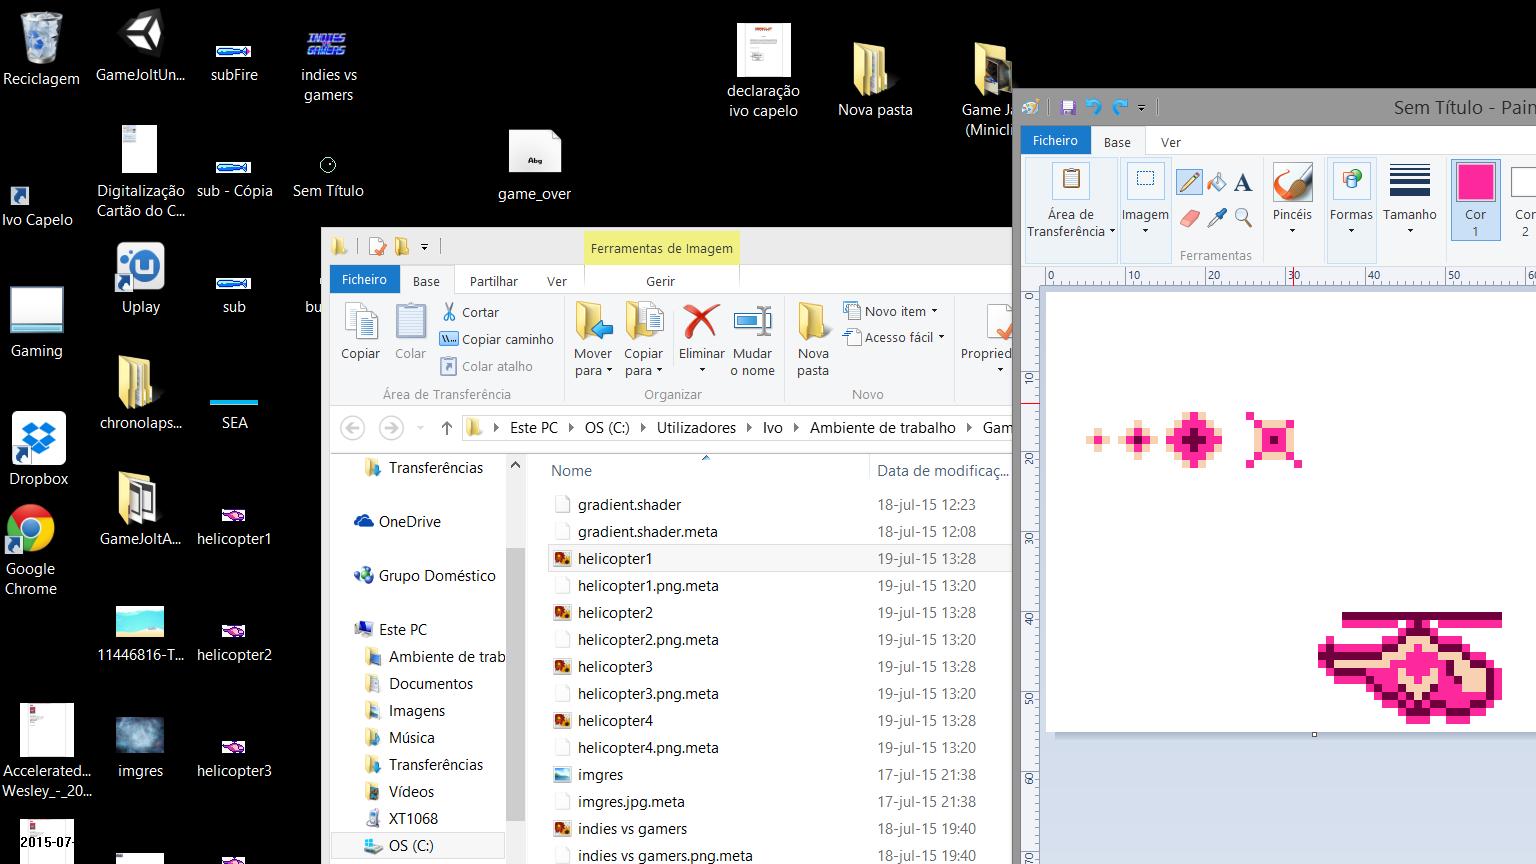 Reciclagem
GameJoltUn...
subFire
indies vs
gamers
INDIES
GAMERS
declaração
ivo capelo
Nova pasta
Game Ja
(Minicli
Ivo Capelo
Digitalização
Cartão do C...
sub - Cópia
Sem Título
Abg
game_over
Gaming
Uplay
sub
bu
Dropbox
chronolaps...
SEA
Google
Chrome
GameJoltA...
helicopter1
11446816-T...
helicopter2
Accelerated...
Wesley_-_20...
imgres
helicopter3
2015-07-
Ferramentas de Imagem
Ficheiro
Base
Partilhar
Ver
Gerir
Copiar
Colar
Cortar
Copiar caminho
Colar atalho
Área de Transferência
Mover
para
Copiar
para
Eliminar
Mudar
o nome
Organizar
Nova
pasta
Novo item
Acesso fácil
Novo
Propried
Este PC
OS (C:)
Utilizadores
Ivo
Ambiente de trabalho
Gam
Transferências
OneDrive
Grupo Doméstico
Este PC
Ambiente de trab
Documentos
Imagens
Música
Transferências
Vídeos
XT1068
OS (C:)
Nome
Data de modificaç...
gradient.shader 18-jul-15 12:23
gradient.shader.meta 18-jul-15 12:08
helicopter1 19-jul-15 13:28
helicopter1.png.meta 19-jul-15 13:20
helicopter2 19-jul-15 13:28
helicopter2.png.meta 19-jul-15 13:20
helicopter3 19-jul-15 13:28
helicopter3.png.meta 19-jul-15 13:20
helicopter4 19-jul-15 13:28
helicopter4.png.meta 19-jul-15 13:20
imgres 17-jul-15 21:38
imgres.jpg.meta 17-jul-15 21:38
indies vs gamers 18-jul-15 19:40
indies vs gamers.png.meta 18-jul-15 19:40
Sem Título - Pain
Ficheiro
Base
Ver
Área de
Transferência
Imagem
A
Ferramentas
Pincéis
Formas
Tamanho
Cor
1
Cor
2
0 10 20 30 40 50 60
0
10
20
30
40
50
60
70